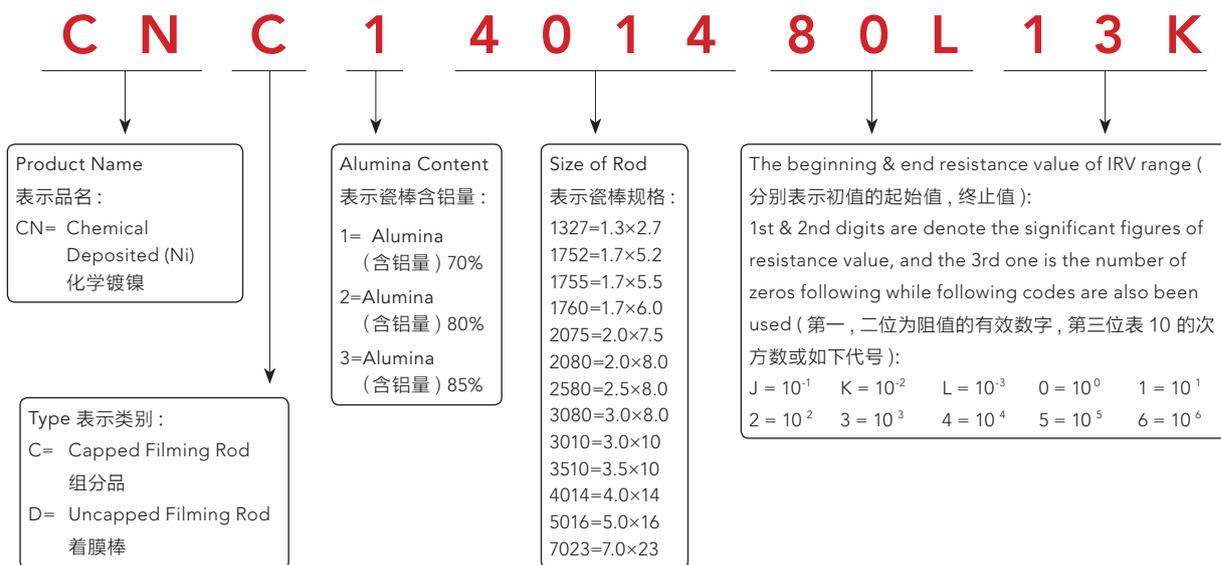 C N C 1 4 0 1 4 8 0 L 1 3 K
Product Name
表示品名 :
CN= Chemical
Deposited (Ni)
化学镀镍
Type 表示类别 :
C= Capped Filming Rod
组分品
D= Uncapped Filming Rod
着膜棒
Alumina Content
表示瓷棒含铝量 :
1= Alumina
( 含铝量 ) 70%
2=Alumina
( 含铝量 ) 80%
3=Alumina
( 含铝量 ) 85%
Size of Rod
表示瓷棒规格 :
1327=1.3×2.7
1752=1.7×5.2
1755=1.7×5.5
1760=1.7×6.0
2075=2.0×7.5
2080=2.0×8.0
2580=2.5×8.0
3080=3.0×8.0
3010=3.0×10
3510=3.5×10
4014=4.0×14
5016=5.0×16
7023=7.0×23
The beginning & end resistance value of IRV range (
分别表示初值的起始值 , 终止值 ):
1st & 2nd digits are denote the significant figures of
resistance value, and the 3rd one is the number of
zeros following while following codes are also been
used ( 第一 , 二位为阻值的有效数字 , 第三位表 10 的次
方数或如下代号 ):
J = 10⁻¹ K = 10⁻² L = 10⁻³ 0 = 10⁰ 1 = 10¹
2 = 10² 3 = 10³ 4 = 10⁴ 5 = 10⁵ 6 = 10⁶